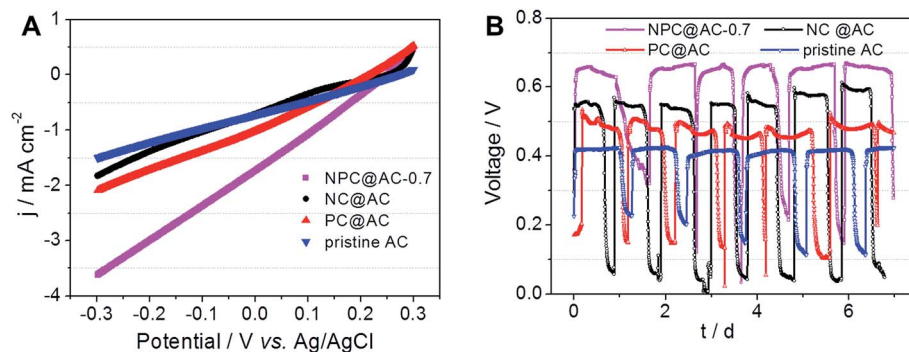 A
j / mA cm⁻²
1
0
-1
-2
-3
-4
NPC@AC-0.7
NC@AC
PC@AC
pristine AC
-0.3 -0.2 -0.1 0.0 0.1 0.2 0.3
Potential / V vs. Ag/AgCl
B
Voltage / V
NPC@AC-0.7 NC @AC
PC@AC pristine AC
0.8
0.6
0.4
0.2
0.0
0 2 4 6
t / d